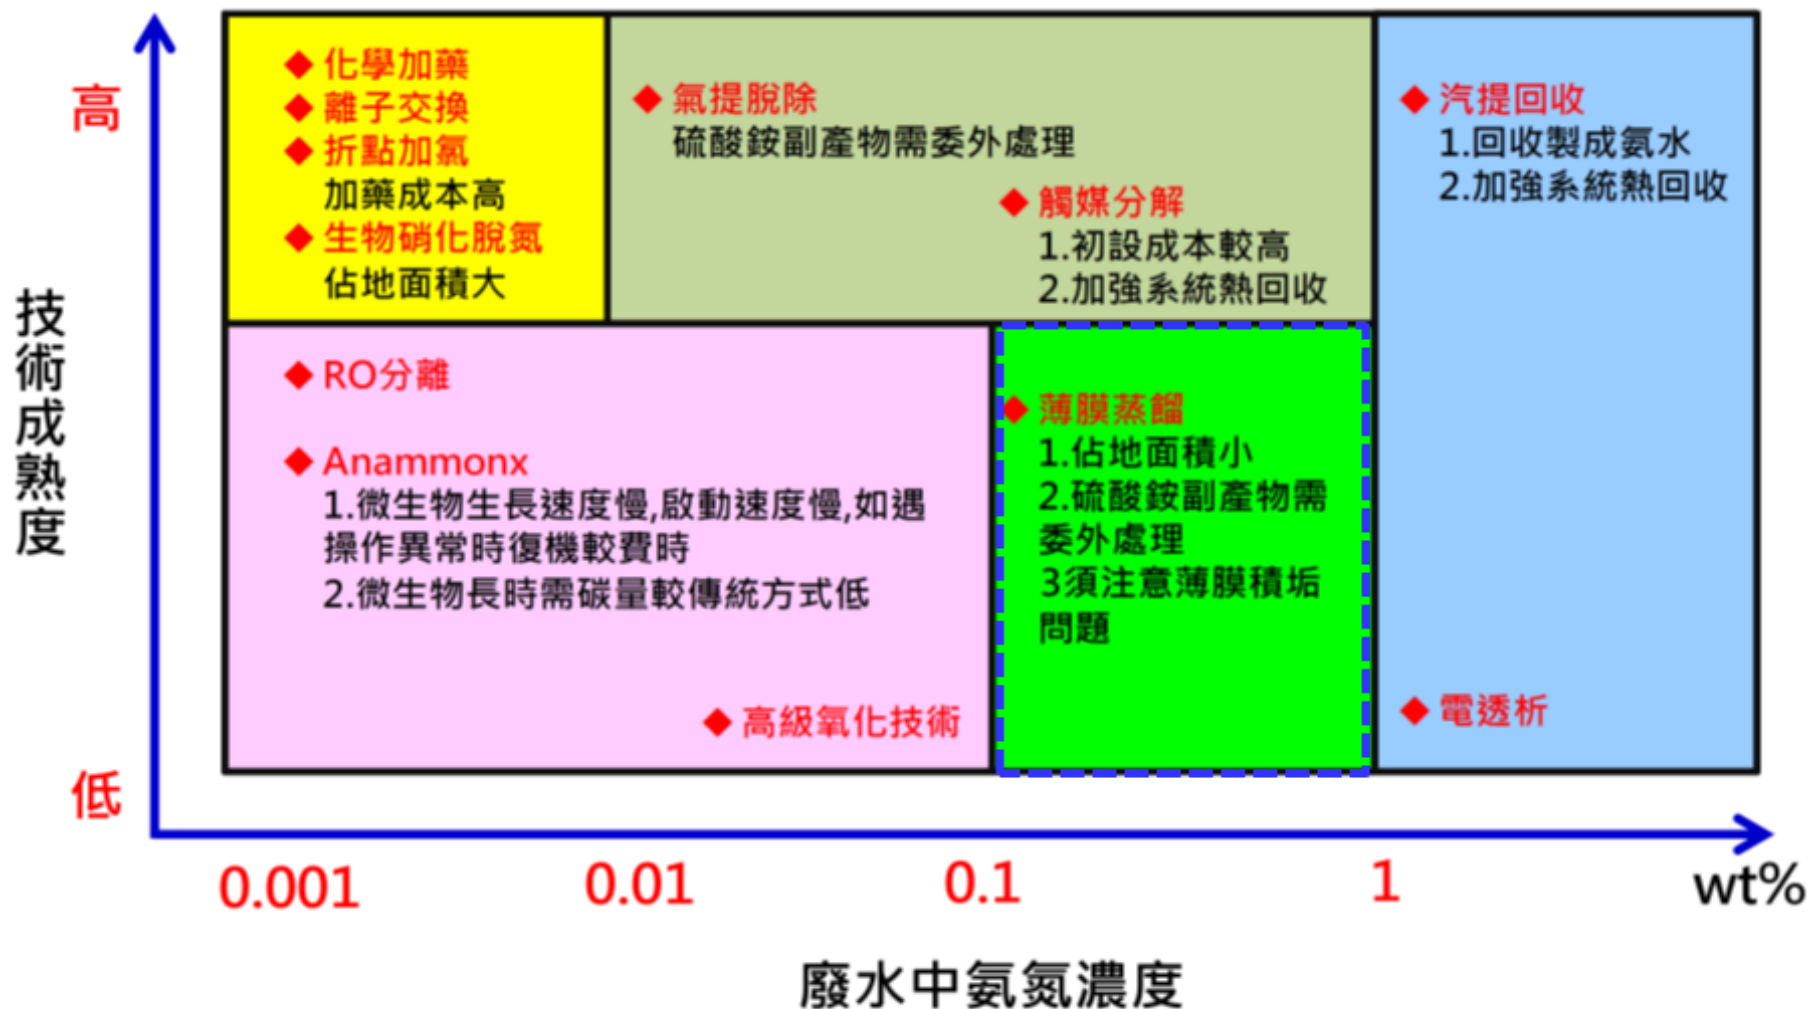 高
技術成熟度
低
◆ 化學加藥
◆ 離子交換
◆ 折點加氯
加藥成本高
◆ 生物硝化脫氮
佔地面積大
◆ 氣提脫除
硫酸銨副產物需委外處理
◆ 觸媒分解
1.初設成本較高
2.加強系統熱回收
◆ 汽提回收
1.回收製成氨水
2.加強系統熱回收
◆ RO分離
◆ Anammonx
1.微生物生長速度慢,啟動速度慢,如遇
操作異常時復機較費時
2.微生物長時需碳量較傳統方式低
◆ 高級氧化技術
◆ 薄膜蒸餾
1.佔地面積小
2.硫酸銨副產物需
委外處理
3須注意薄膜積垢
問題
◆ 電透析
0.001
0.01
0.1
1
wt%
廢水中氨氮濃度